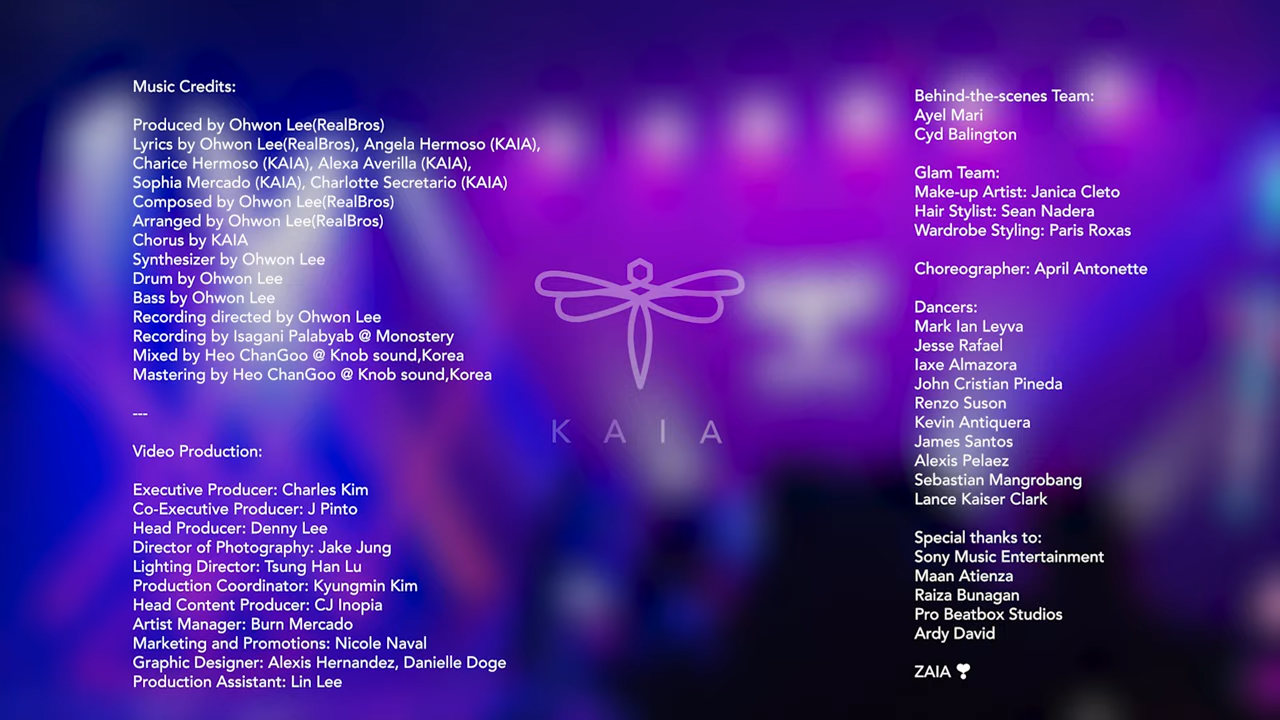 Music Credits:
Produced by Ohwon Lee(RealBros)
Lyrics by Ohwon Lee(RealBros), Angela Hermoso (KAIA),
Charice Hermoso (KAIA), Alexa Averilla (KAIA),
Sophia Mercado (KAIA), Charlotte Secretario (KAIA)
Composed by Ohwon Lee(RealBros)
Arranged by Ohwon Lee(RealBros)
Chorus by KAIA
Synthesizer by Ohwon Lee
Drum by Ohwon Lee
Bass by Ohwon Lee
Recording directed by Ohwon Lee
Recording by Isagani Palabyab @ Monostery
Mixed by Heo ChanGoo @ Knob sound,Korea
Mastering by Heo ChanGoo @ Knob sound,Korea
---
Video Production:
Executive Producer: Charles Kim
Co-Executive Producer: J Pinto
Head Producer: Denny Lee
Director of Photography: Jake Jung
Lighting Director: Tsung Han Lu
Production Coordinator: Kyungmin Kim
Head Content Producer: CJ Inopia
Artist Manager: Burn Mercado
Marketing and Promotions: Nicole Naval
Graphic Designer: Alexis Hernandez, Danielle Doge
Production Assistant: Lin Lee
KAIA
Behind-the-scenes Team:
Ayel Mari
Cyd Balington
Glam Team:
Make-up Artist: Janica Cleto
Hair Stylist: Sean Nadera
Wardrobe Styling: Paris Roxas
Choreographer: April Antonette
Dancers:
Mark Ian Leyva
Jesse Rafael
Iaxe Almazora
John Cristian Pineda
Renzo Suson
Kevin Antiquera
James Santos
Alexis Pelaez
Sebastian Mangrobang
Lance Kaiser Clark
Special thanks to:
Sony Music Entertainment
Maan Atienza
Raiza Bunagan
Pro Beatbox Studios
Ardy David
ZAIA ❣